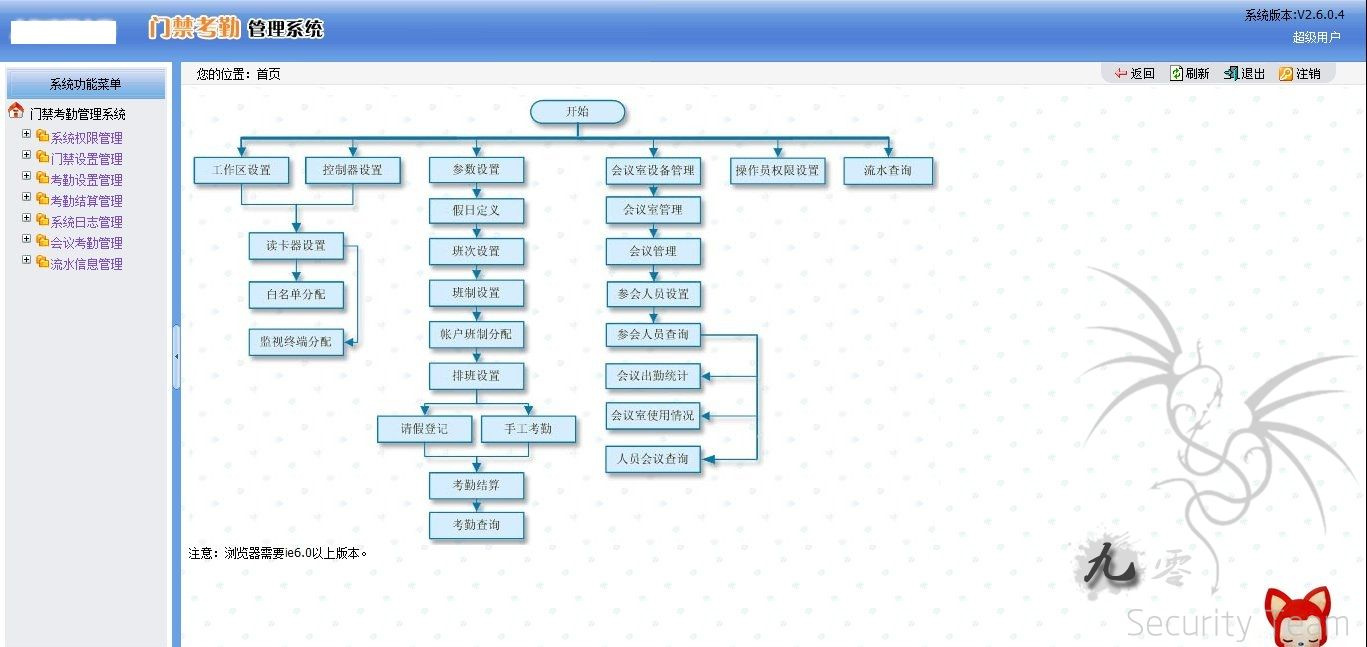 门禁考勤 管理系统
系统版本:V2.6.0.4
超级用户
系统功能菜单
门禁考勤管理系统
系统权限管理
门禁设置管理
考勤设置管理
考勤结算管理
系统日志管理
会议考勤管理
流水信息管理
您的位置：首页
返回 刷新 退出 注销
开始
工作区设置 控制器设置 参数设置 会议室设备管理 操作员权限设置 流水查询
假日定义 会议室管理
读卡器设置 班次设置 会议管理
白名单分配 班制设置 参会人员设置
监视终端分配 帐户班制分配 参会人员查询
排班设置 会议出勤统计
请假登记 手工考勤 会议室使用情况
人员会议查询
考勤结算
考勤查询
注意：浏览器需要ie6.0以上版本。
九零
Security Team